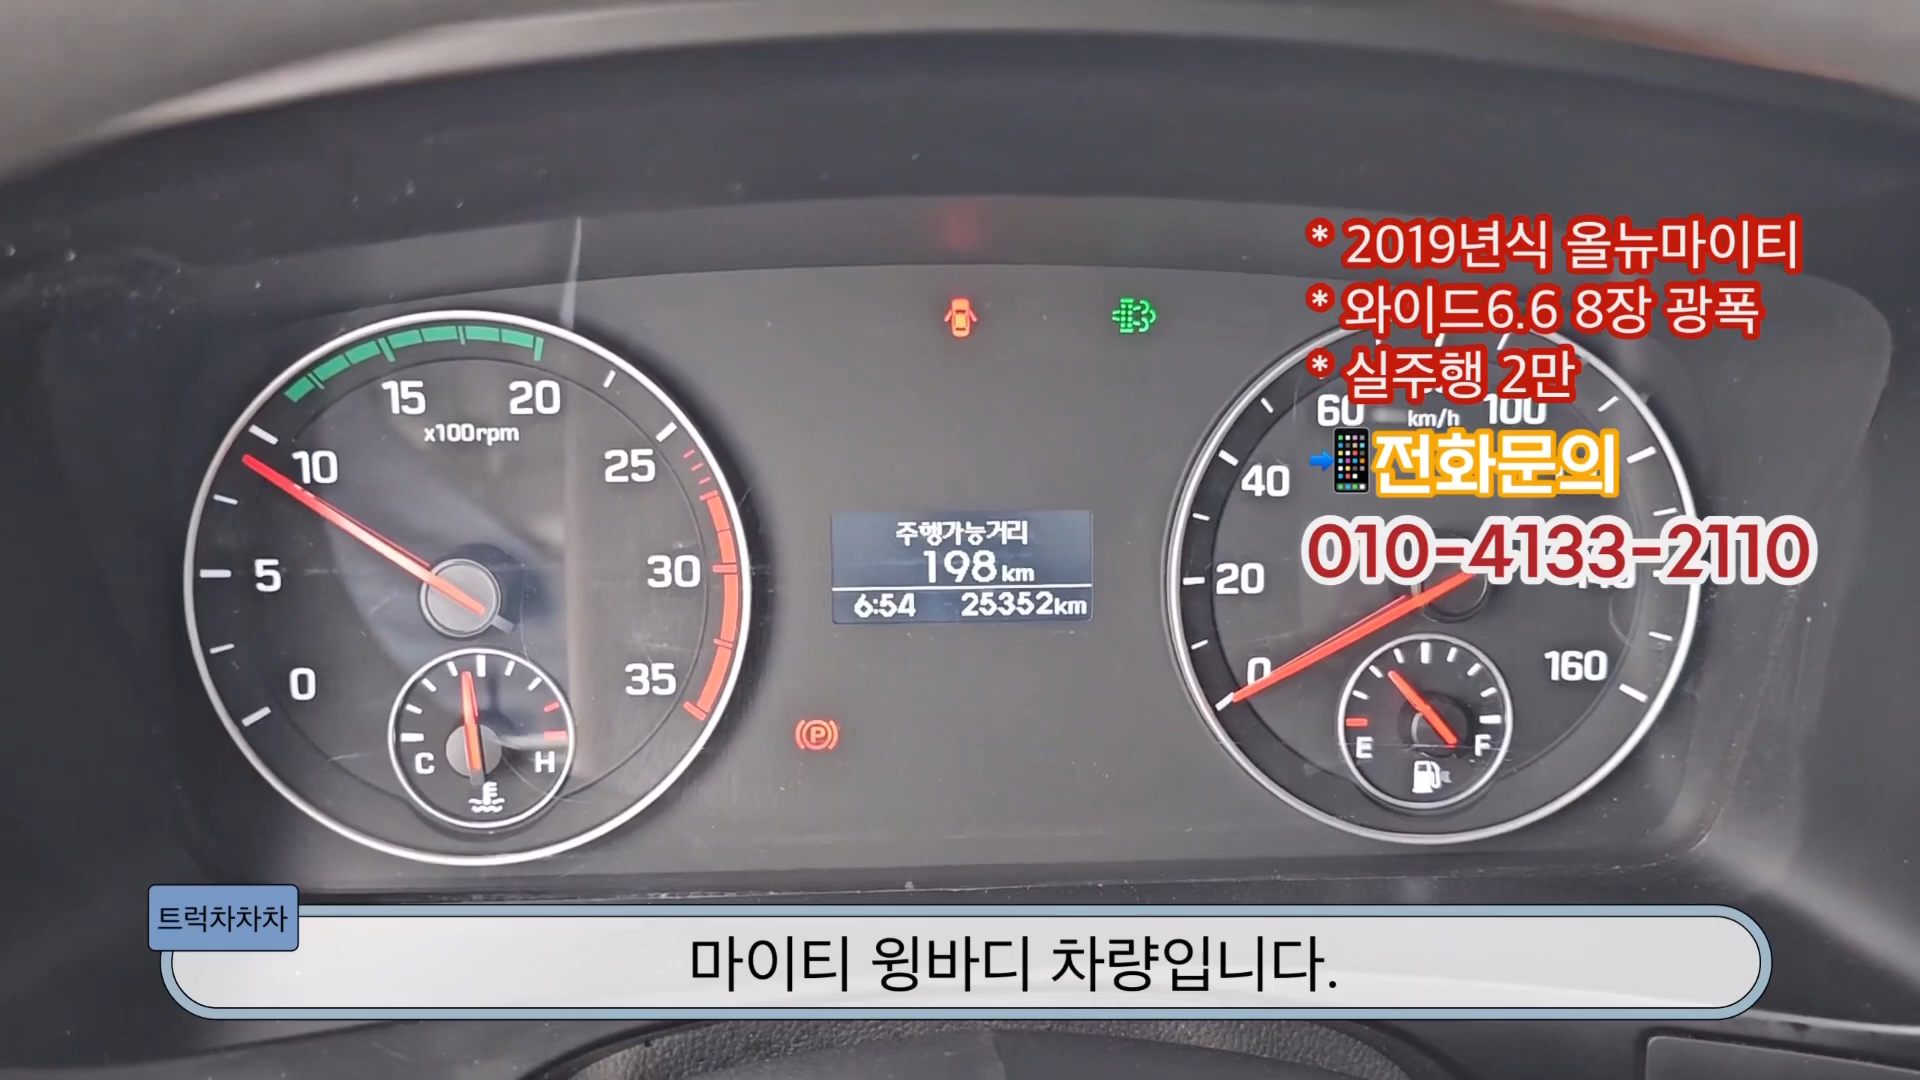 * 2019년식 올뉴마이티
* 와이드6.6 8장 광폭
* 실주행 2만
전화문의
010-4133-2110
0
5
10
15
20
25
30
35
x100rpm
C
H
주행가능거리
198 km
6:54 25352km
P
0
20
40
60
100
160
km/h
E
F
트럭차차차
마이티 윙바디 차량입니다.